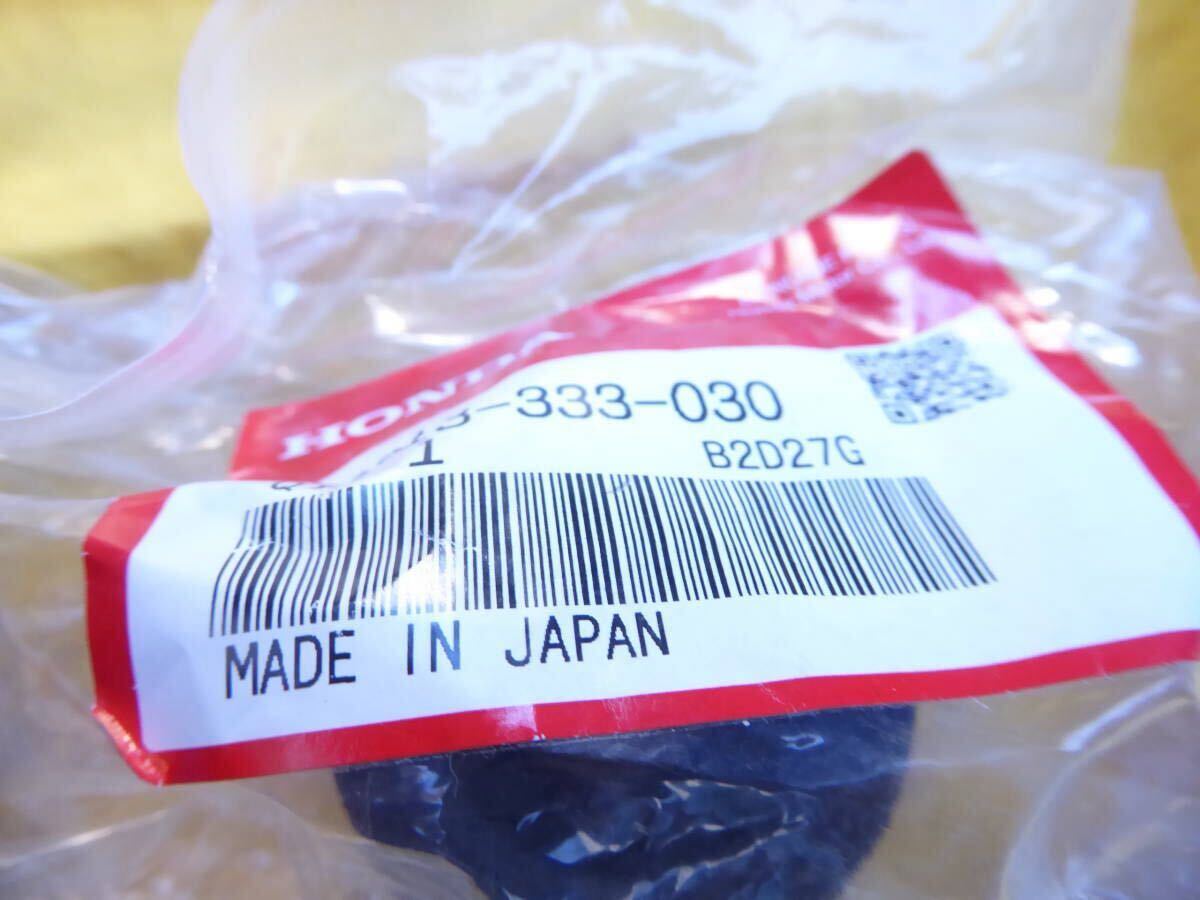 HONDA
3-333-030
1
B2D27G
MADE IN JAPAN